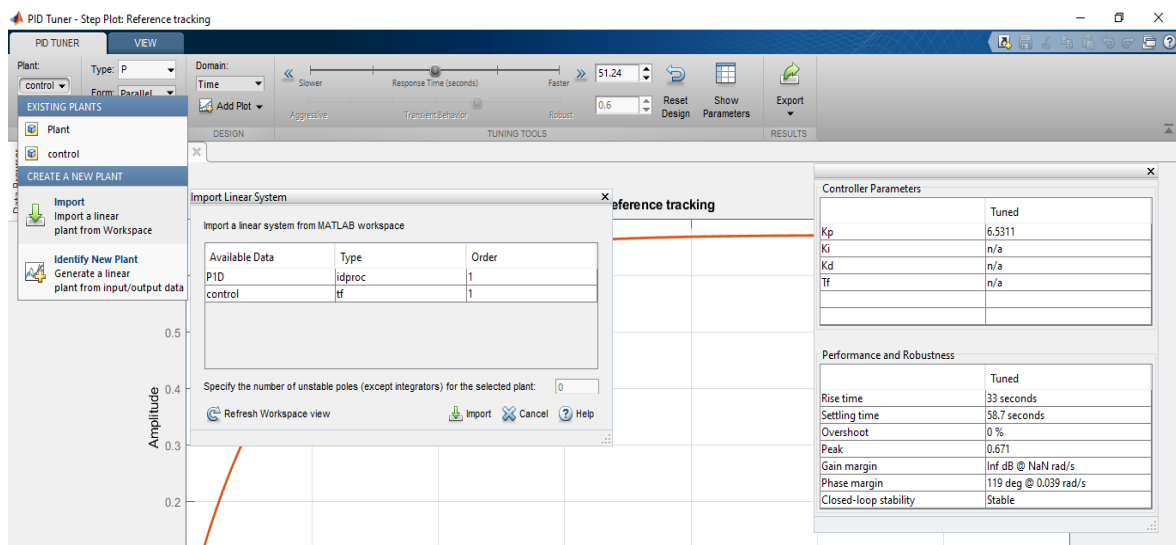 PID Tuner - Step Plot: Reference tracking
PID TUNER
VIEW
Plant:
control
Type: P
Form: Parallel
Domain:
Time
Add Plot
DESIGN
Slower
Response Time (seconds)
Faster
51.24
Aggressive
Transient Behavior
Robust
0.6
TUNING TOOLS
Reset
Design
Show
Parameters
Export
RESULTS
EXISTING PLANTS
Plant
control
CREATE A NEW PLANT
Import
Import a linear
plant from Workspace
Identify New Plant
Generate a linear
plant from input/output data
Import Linear System
Import a linear system from MATLAB workspace
Available Data Type Order
P1D idproc 1
control tf 1
Specify the number of unstable poles (except integrators) for the selected plant: 0
Refresh Workspace view Import Cancel Help
eference tracking
0.5
0.4
0.3
0.2
Amplitude
Controller Parameters
Tuned
Kp 6.5311
Ki n/a
Kd n/a
Tf n/a
Performance and Robustness
Tuned
Rise time 33 seconds
Settling time 58.7 seconds
Overshoot 0 %
Peak 0.671
Gain margin Inf dB @ NaN rad/s
Phase margin 119 deg @ 0.039 rad/s
Closed-loop stability Stable